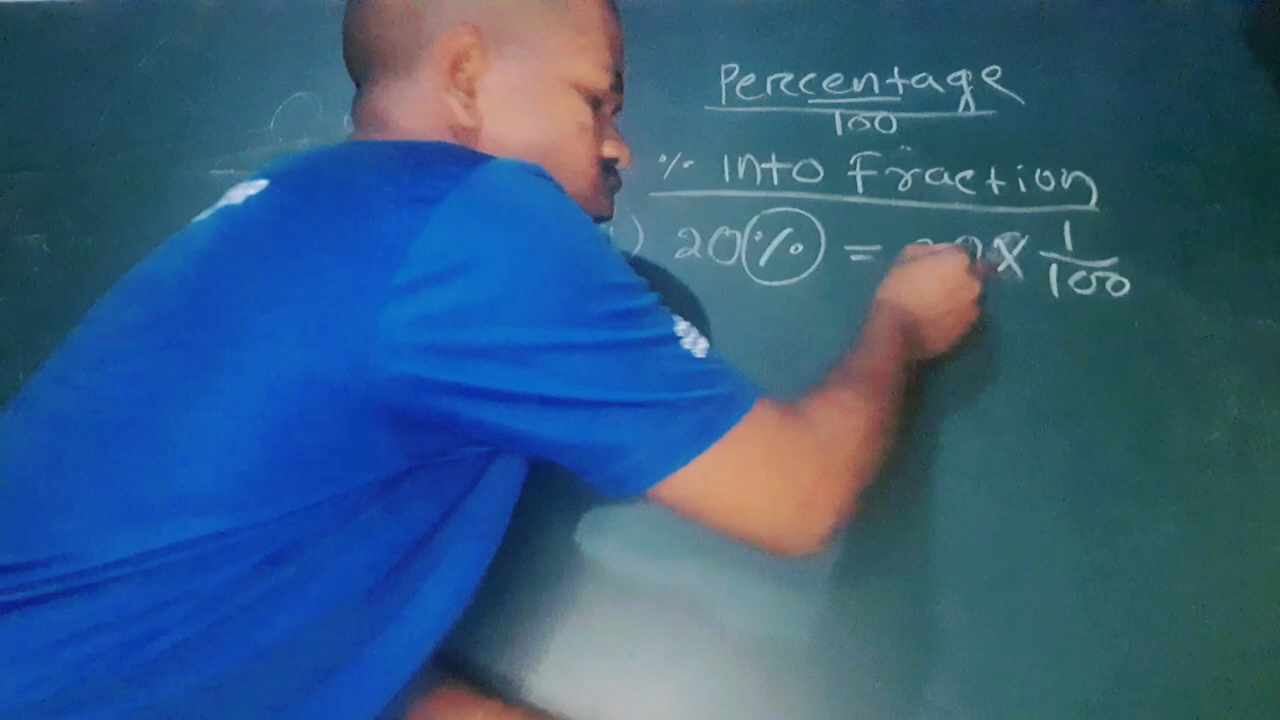 Percentage
100
% Into Fraction
) 20% = 20 × 1/100